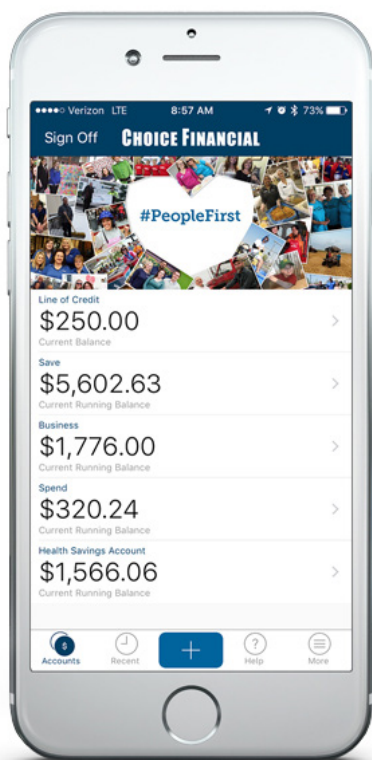 Verizon LTE 8:57 AM 73%
Sign Off CHOICE FINANCIAL
#PeopleFirst
Line of Credit
$250.00
Current Balance
Save
$5,602.63
Current Running Balance
Business
$1,776.00
Current Running Balance
Spend
$320.24
Current Running Balance
Health Savings Account
$1,566.06
Current Running Balance
$
+ ?
Accounts Recent Help More